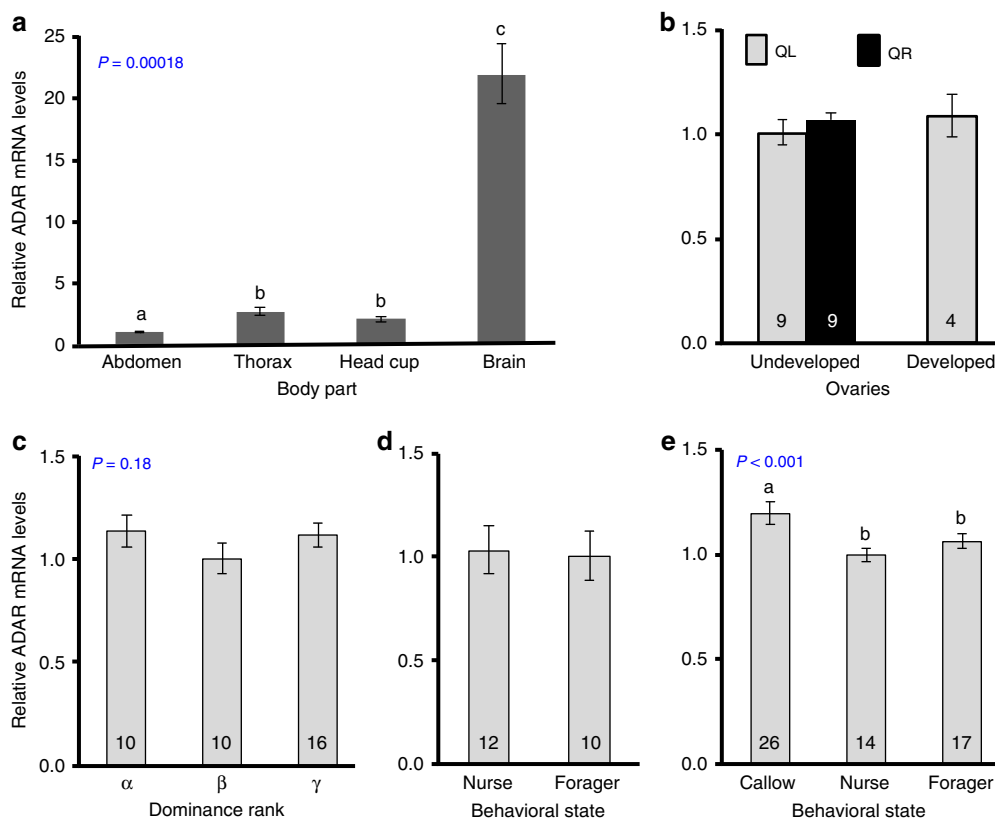 a
Relative ADAR mRNA levels
25
20
15
10
5
0
P = 0.00018
a
b
b
c
Abdomen Thorax Head cup Brain
Body part
b
1.5
1.0
0.5
0.0
QL QR
9 9 4
Undeveloped Developed
Ovaries
c
Relative ADAR mRNA levels
1.5
1.0
0.5
0.0
P = 0.18
10 10 16
α β γ
Dominance rank
d
1.5
1.0
0.5
0.0
12 10
Nurse Forager
Behavioral state
e
1.5
1.0
0.5
0.0
P < 0.001
a
b
b
26 14 17
Callow Nurse Forager
Behavioral state